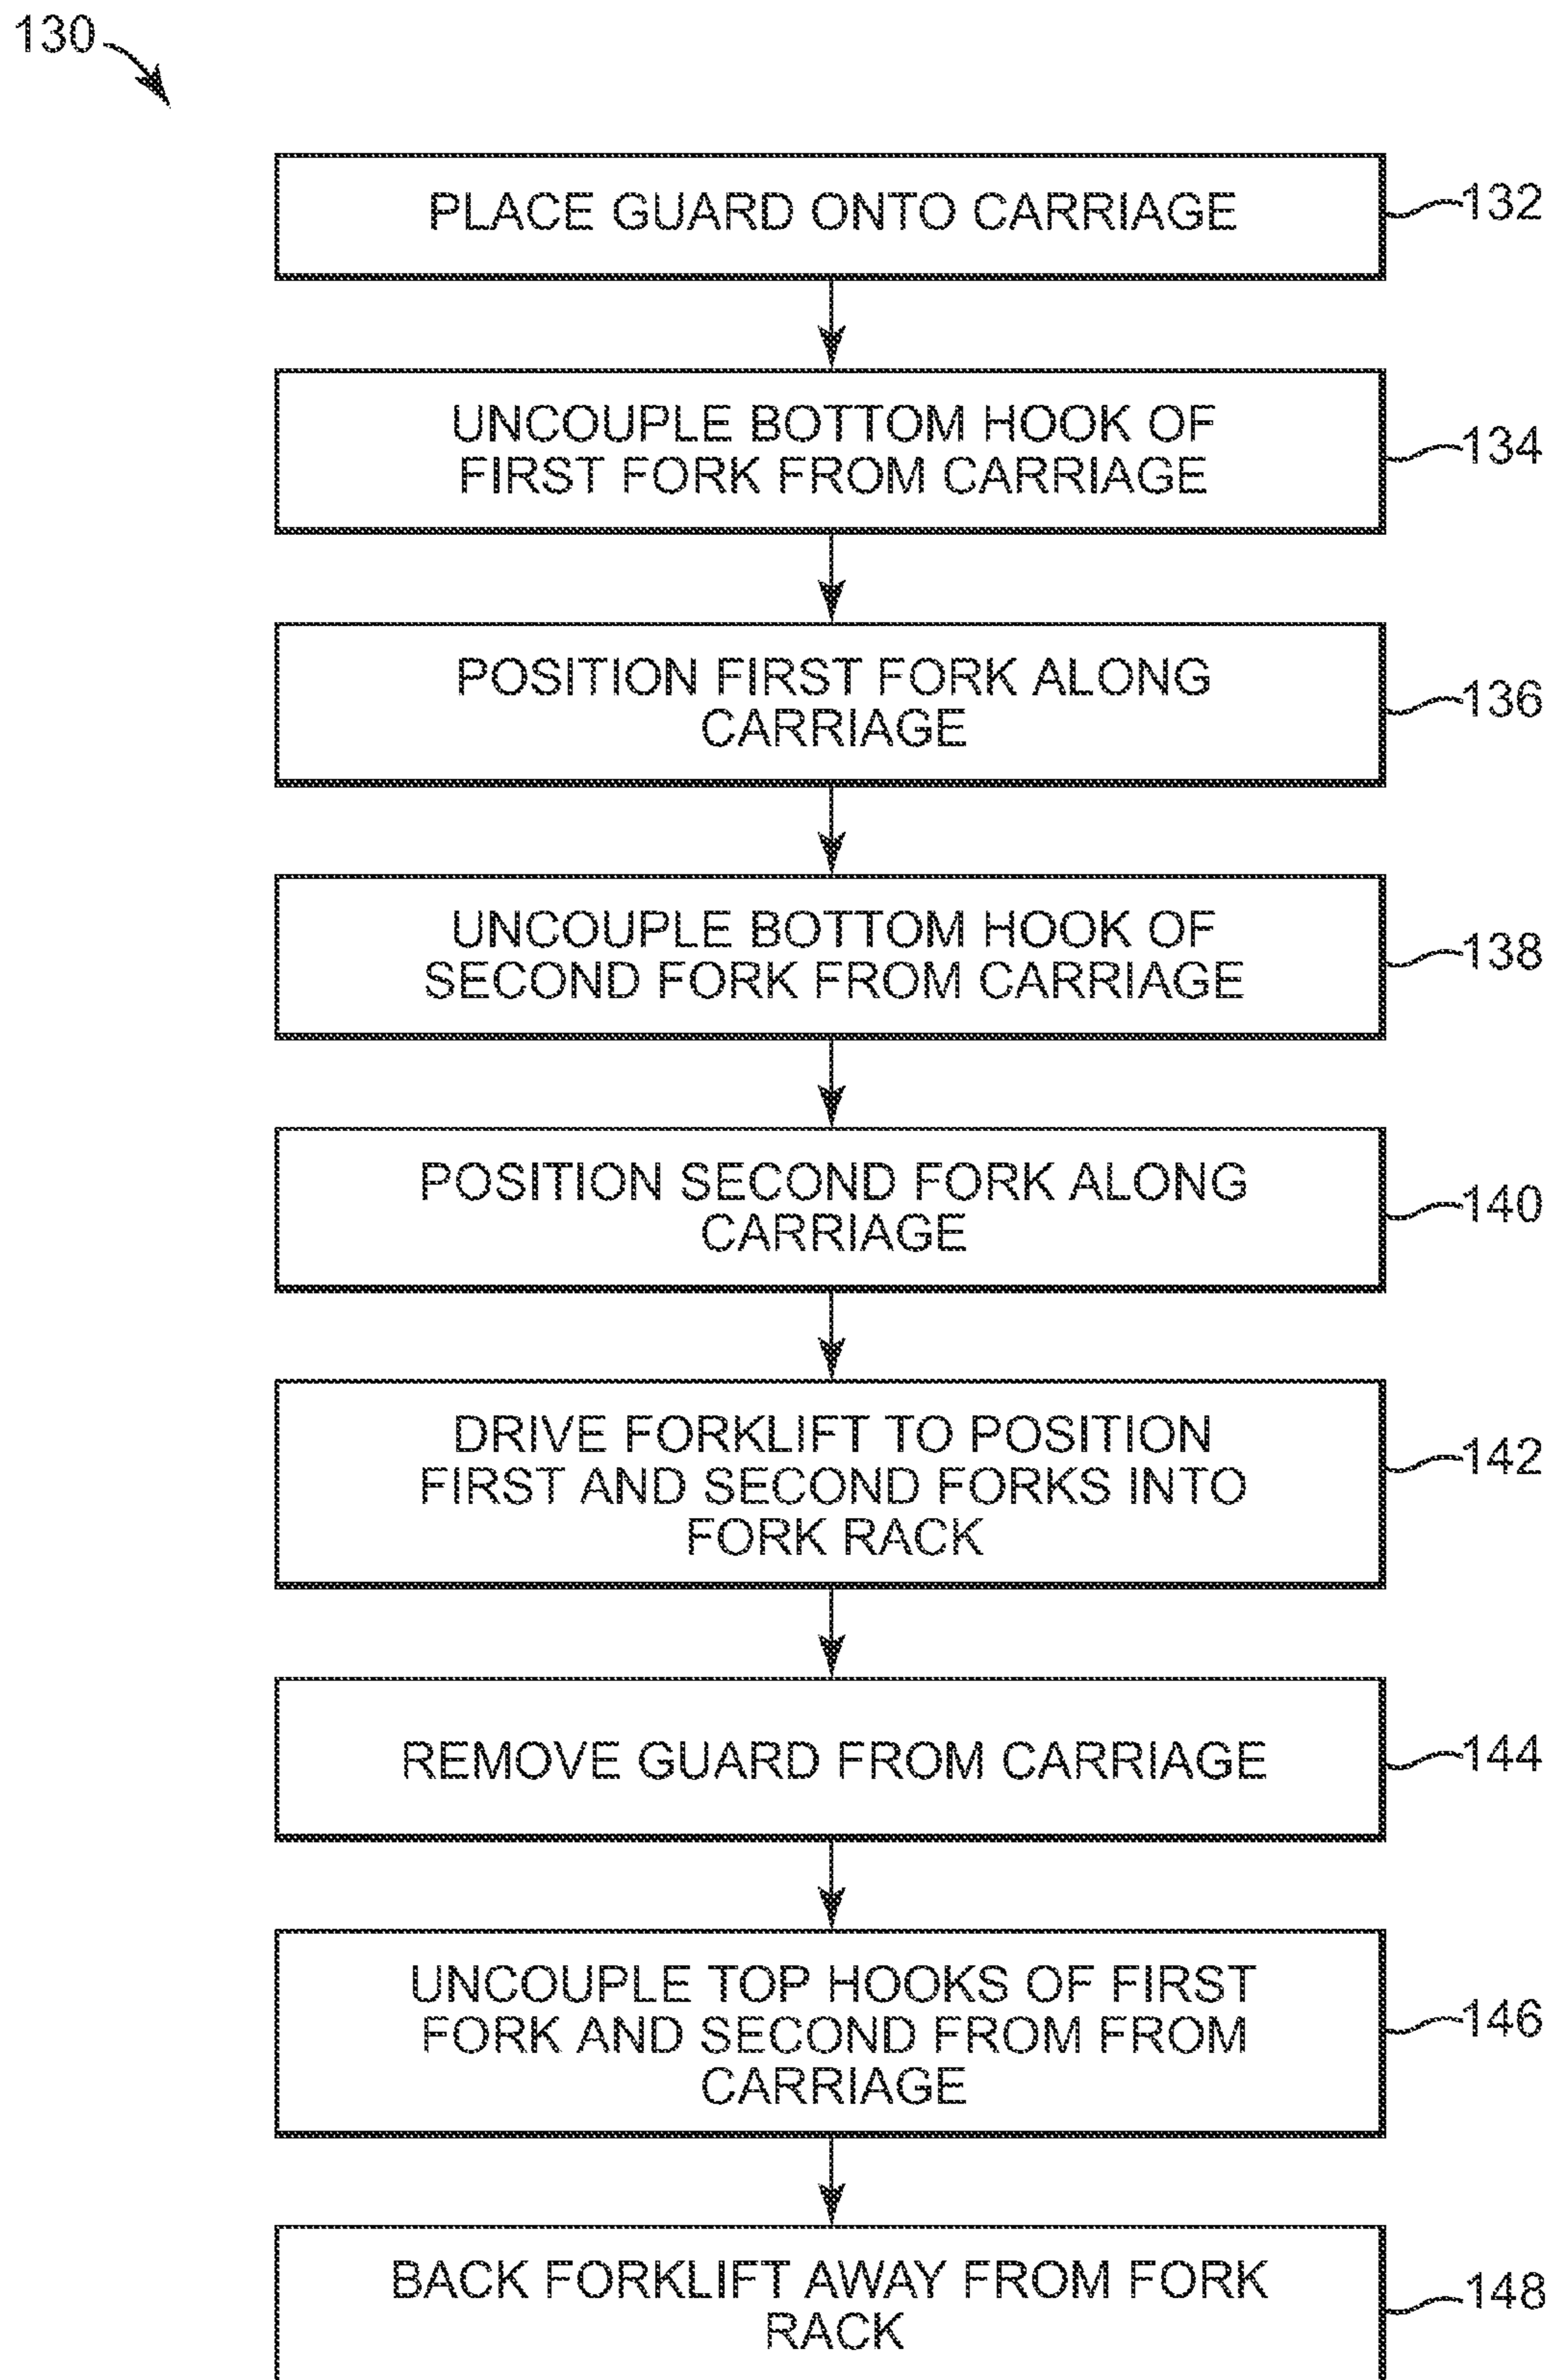 130
PLACE GUARD ONTO CARRIAGE
132
UNCOUPLE BOTTOM HOOK OF
FIRST FORK FROM CARRIAGE
134
POSITION FIRST FORK ALONG
CARRIAGE
136
UNCOUPLE BOTTOM HOOK OF
SECOND FORK FROM CARRIAGE
138
POSITION SECOND FORK ALONG
CARRIAGE
140
DRIVE FORKLIFT TO POSITION
FIRST AND SECOND FORKS INTO
FORK RACK
142
REMOVE GUARD FROM CARRIAGE
144
UNCOUPLE TOP HOOKS OF FIRST
FORK AND SECOND FROM FROM
CARRIAGE
146
BACK FORKLIFT AWAY FROM FORK
RACK
148